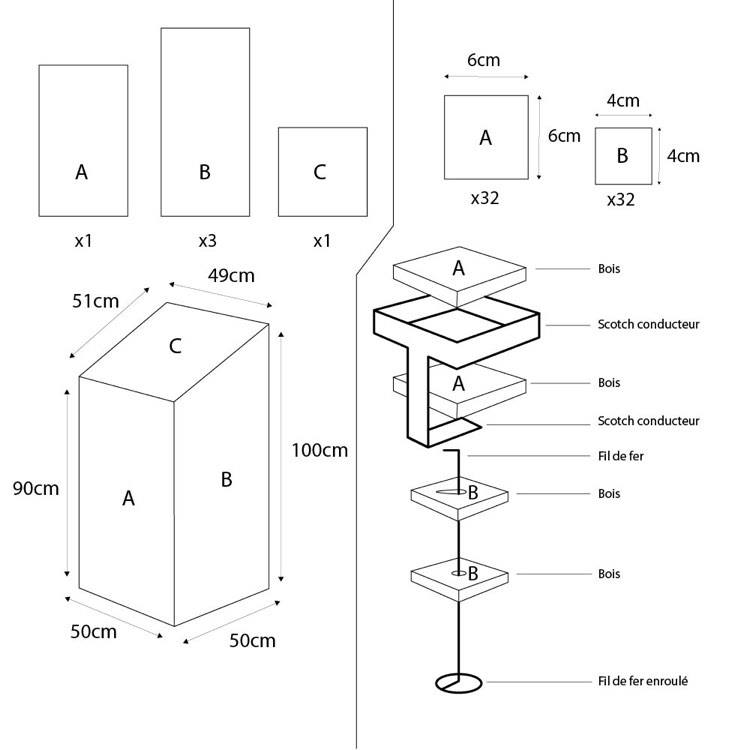 A
B
C
x1
x3
x1
49cm
51cm
C
90cm
A
B
100cm
50cm
50cm
6cm
A
6cm
x32
4cm
B
4cm
x32
A
Bois
Scotch conducteur
A
Bois
Scotch conducteur
Fil de fer
B
Bois
B
Bois
Fil de fer enroulé